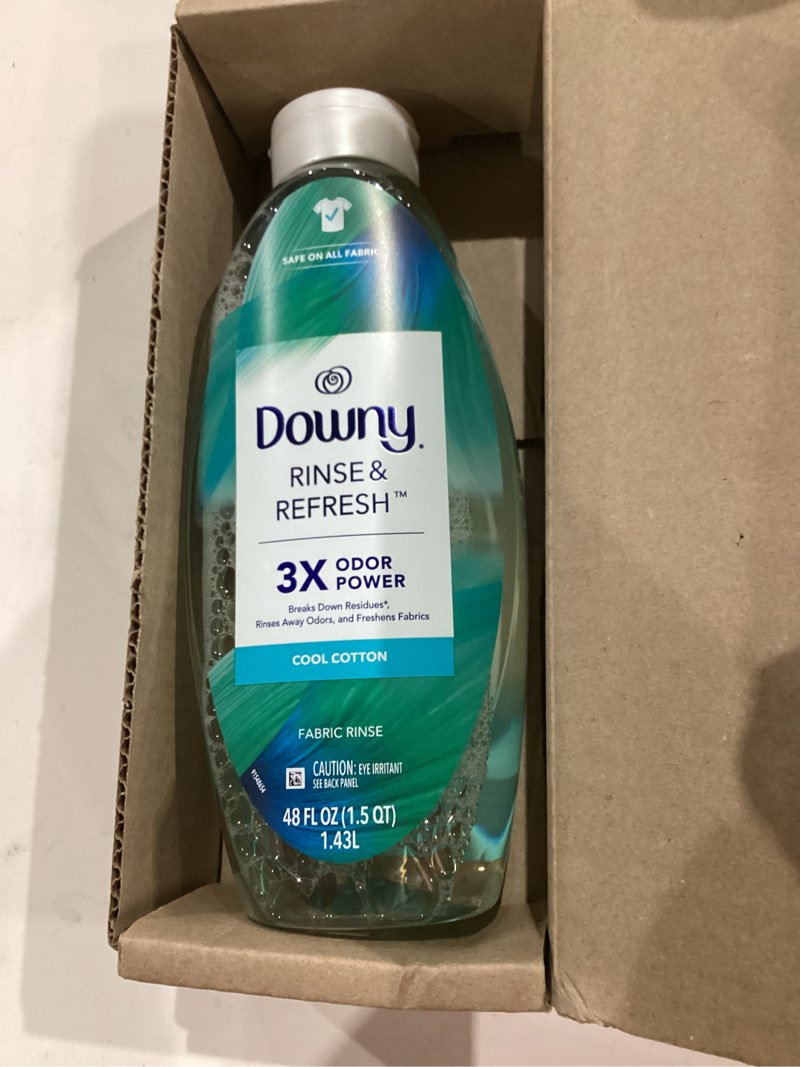 SAFE ON ALL FABRIC
Downy.
RINSE &
REFRESH™
3X ODOR
POWER
Breaks Down Residues*,
Rinses Away Odors, and Freshens Fabrics
COOL COTTON
FABRIC RINSE
CAUTION: EYE IRRITANT
SEE BACK PANEL
48 FL OZ (1.5 QT)
1.43L